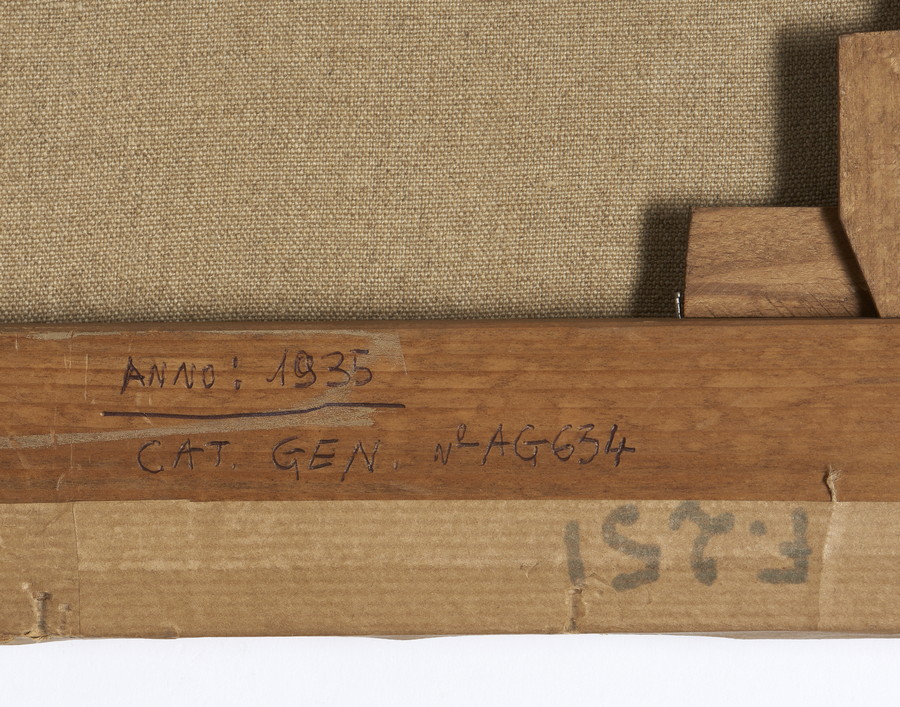 ANNO: 1935
CAT. GEN. Nº AG634
F.251